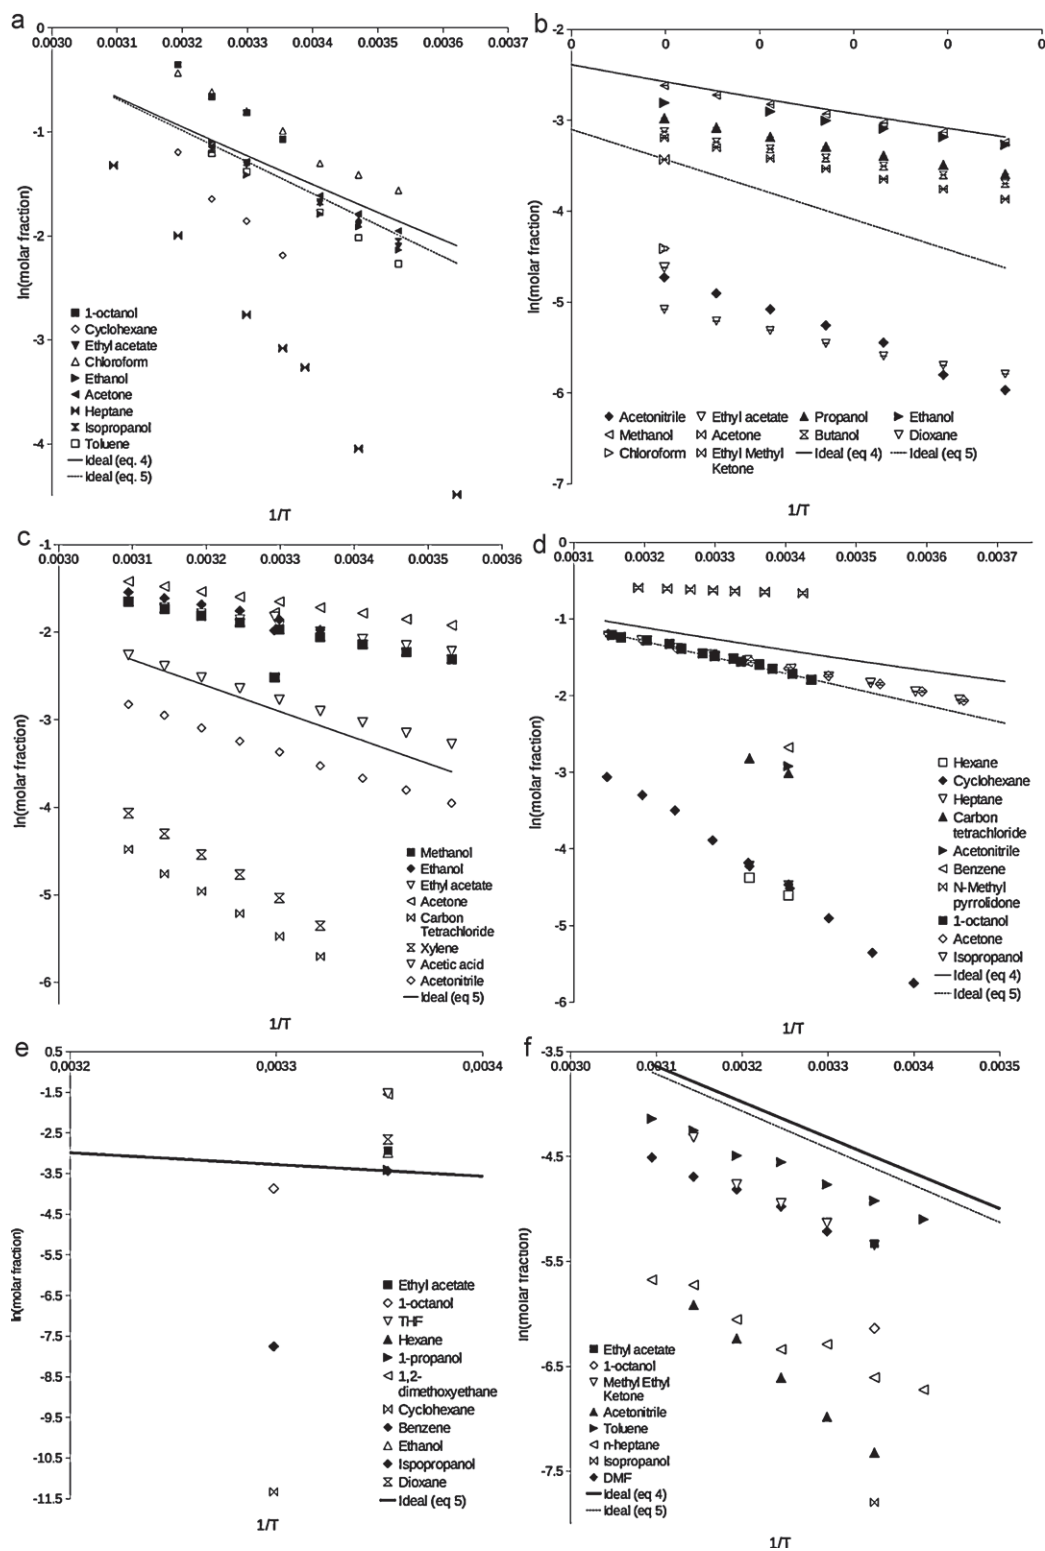 a
0
0.0030 0.0031 0.0032 0.0033 0.0034 0.0035 0.0036 0.0037
-1
-2
-3
-4
ln(molar fraction)
1-octanol
Cyclohexane
Ethyl acetate
Chloroform
Ethanol
Acetone
Heptane
Isopropanol
Toluene
Ideal (eq. 4)
Ideal (eq. 5)
1/T
b
-2
0 0 0 0 0 0
-3
-4
-5
-6
-7
ln(molar fraction)
Acetonitrile Ethyl acetate Propanol Ethanol
Methanol Acetone Butanol Dioxane
Chloroform Ethyl Methyl Ideal (eq 4) Ideal (eq 5)
Ketone
1/T
c
-1
0.0030 0.0031 0.0032 0.0033 0.0034 0.0035 0.0036
-2
-3
-4
-5
-6
ln(molar fraction)
Methanol
Ethanol
Ethyl acetate
Acetone
Carbon
Tetrachloride
Xylene
Acetic acid
Acetonitrile
Ideal (eq 5)
1/T
d
0
0.0031 0.0032 0.0033 0.0034 0.0035 0.0036 0.0037
-1
-2
-3
-4
-5
-6
ln(molar fraction)
Hexane
Cyclohexane
Heptane
Carbon
tetrachloride
Acetonitrile
Benzene
N-Methyl
pyrrolidone
1-octanol
Acetone
Isopropanol
Ideal (eq 4)
Ideal (eq 5)
1/T
e
0.5
0,0032 0,0033 0,0034
-1.5
-2.5
-3.5
-4.5
-5.5
-6.5
-7.5
-8.5
-9.5
-10.5
-11.5
ln(molar fraction)
Ethyl acetate
1-octanol
THF
Hexane
1-propanol
1,2-
dimethoxyethane
Cyclohexane
Benzene
Ethanol
Ispopropanol
Dioxane
Ideal (eq 5)
1/T
f
-3.5
0.0030 0.0031 0.0032 0.0033 0.0034 0.0035
-4.5
-5.5
-6.5
-7.5
ln(molar fraction)
Ethyl acetate
1-octanol
Methyl Ethyl
Ketone
Acetonitrile
Toluene
n-heptane
Isopropanol
DMF
Ideal (eq 4)
Ideal (eq 5)
1/T